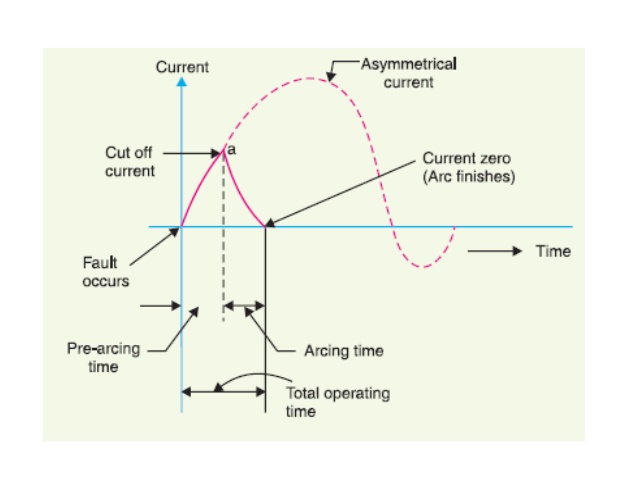 Current
Asymmetrical
current
Cut off
current
a
Current zero
(Arc finishes)
Fault
occurs
Time
Pre-arcing
time
Arcing time
Total operating
time